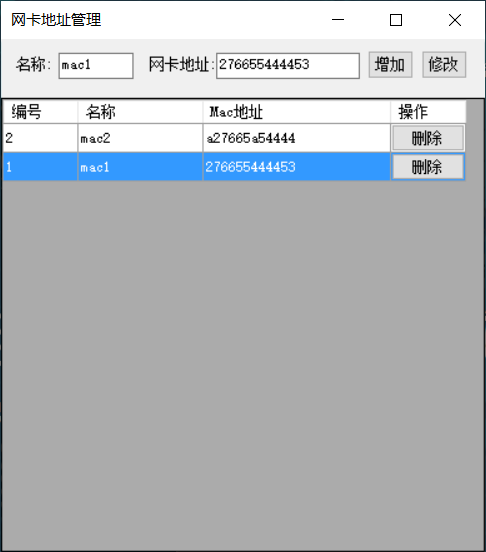 网卡地址管理
名称: mac1 网卡地址: 276655444453 增加 修改
编号 名称 Mac地址 操作
2 mac2 a27665a54444 删除
1 mac1 276655444453 删除